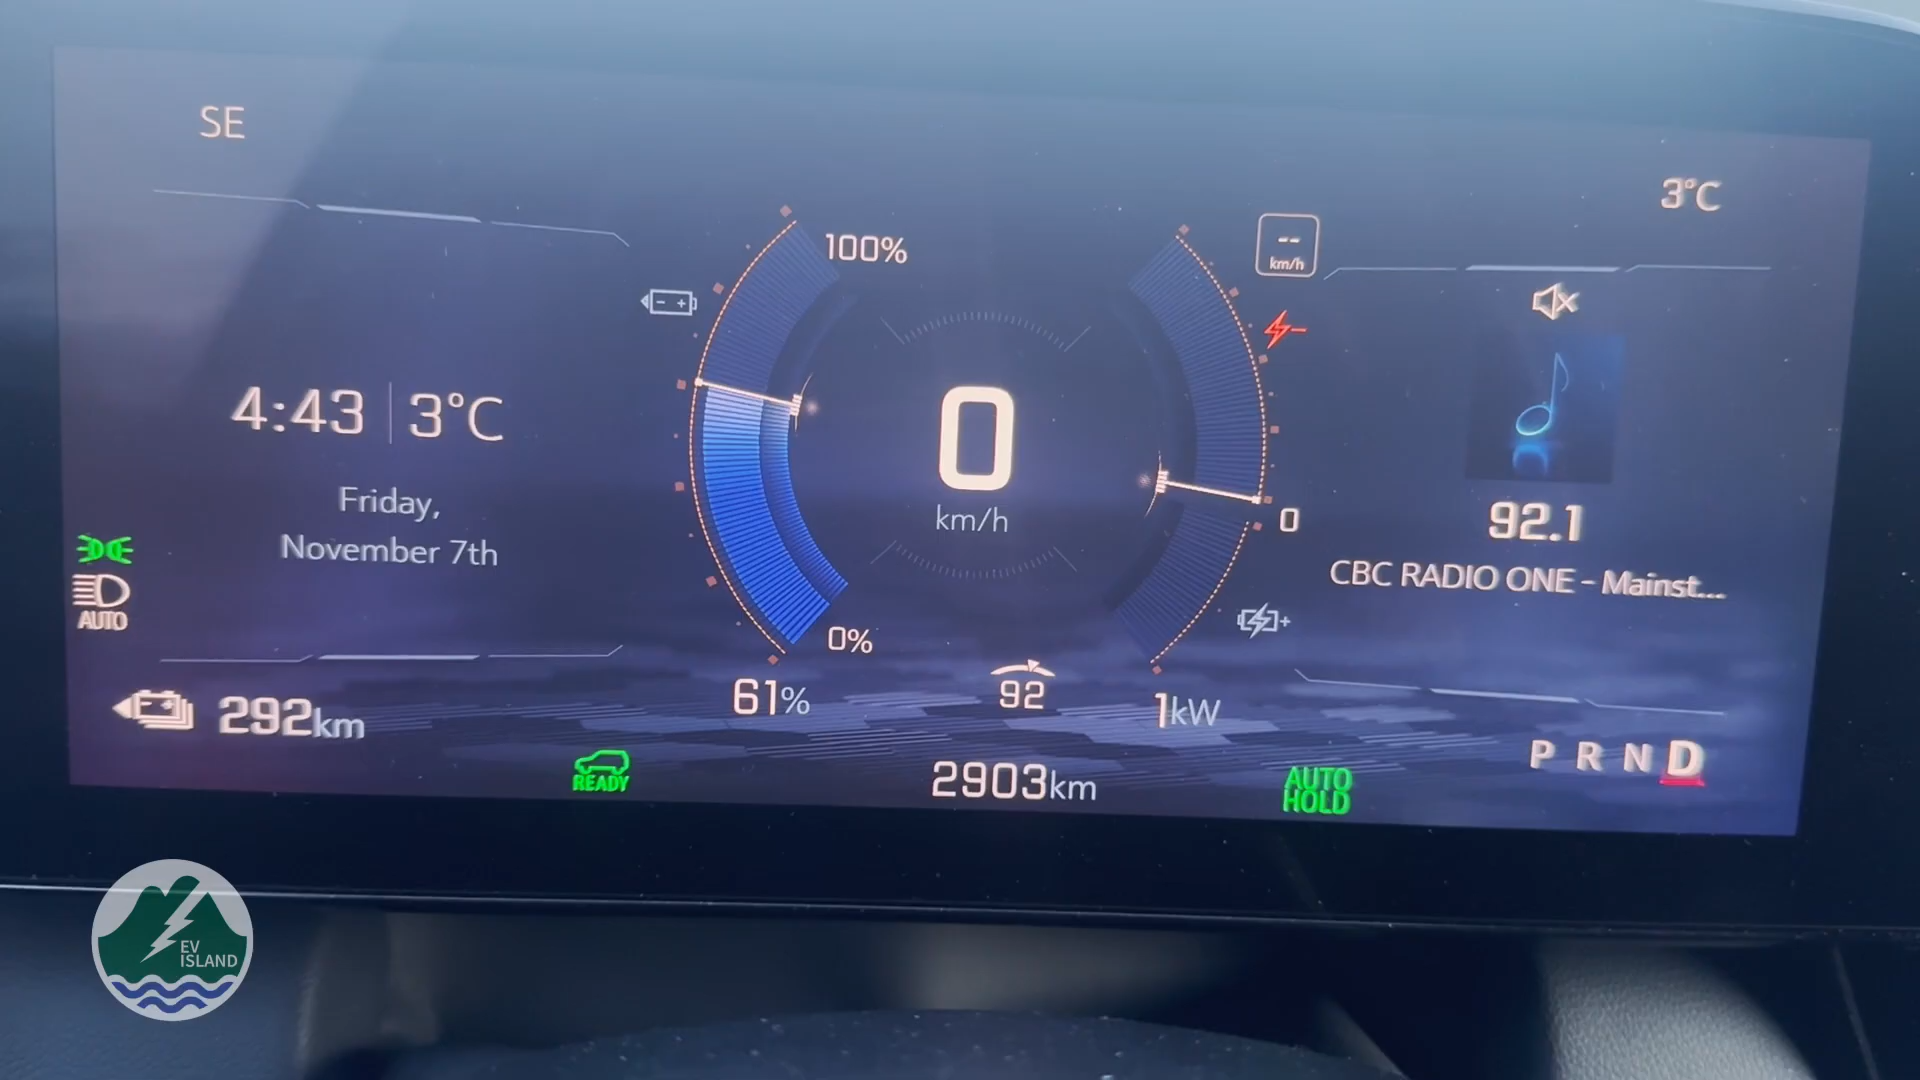 SE
3°C
100%
--
km/h
4:43
3°C
0
km/h
Friday,
November 7th
0
92.1
CBC RADIO ONE - Mainst...
AUTO
0%
61%
92
1kW
292km
READY
2903km
AUTO
HOLD
P R N D
EV
ISLAND